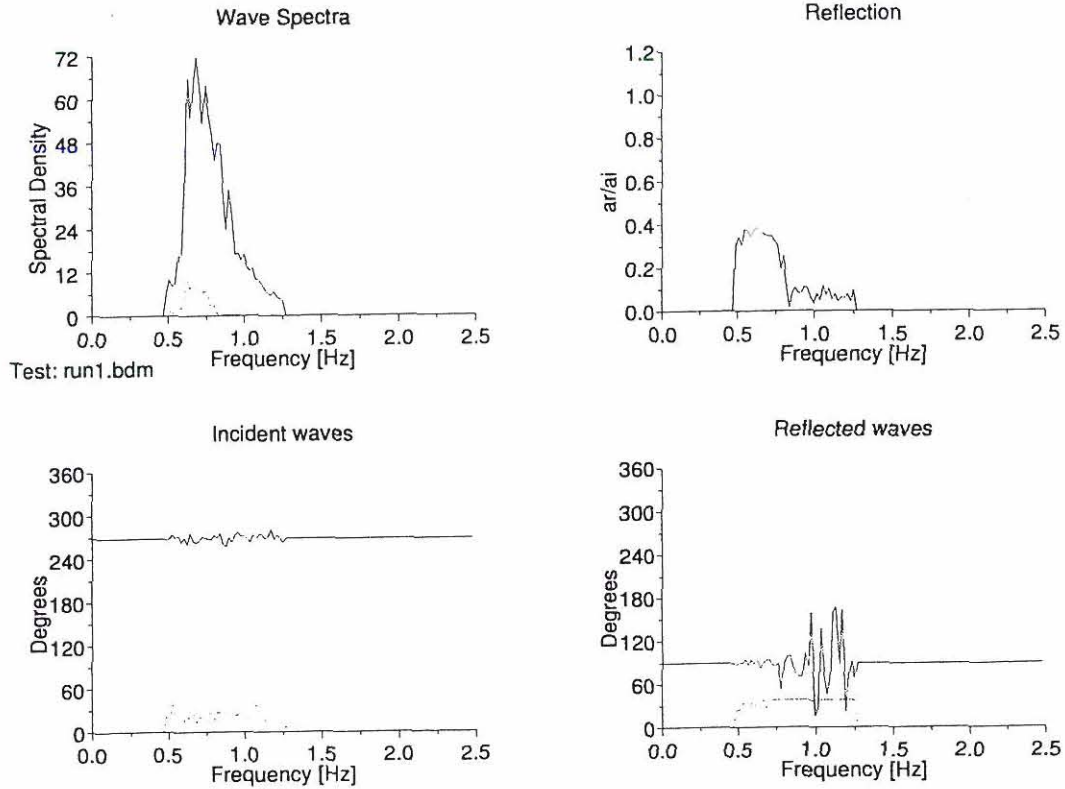 Wave Spectra
72
60
48
36
24
12
0
Spectral Density
0.0 0.5 1.0 1.5 2.0 2.5
Frequency [Hz]
Test: run1.bdm
Reflection
1.2
1.0
0.8
0.6
0.4
0.2
0.0
ar/ai
0.0 0.5 1.0 1.5 2.0 2.5
Frequency [Hz]
Incident waves
360
300
240
180
120
60
0
Degrees
0.0 0.5 1.0 1.5 2.0 2.5
Frequency [Hz]
Reflected waves
360
300
240
180
120
60
0
Degrees
0.0 0.5 1.0 1.5 2.0 2.5
Frequency [Hz]